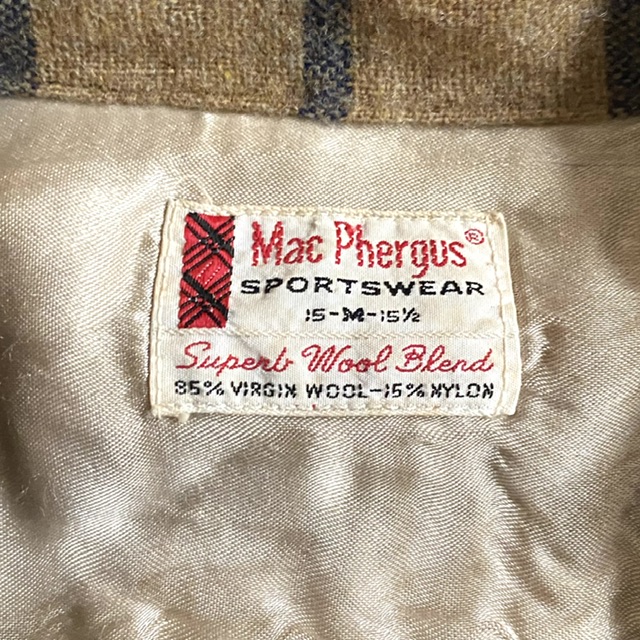 Mac Phergus®
SPORTSWEAR
15-M-15½
Superb Wool Blend
85% VIRGIN WOOL-15% NYLON